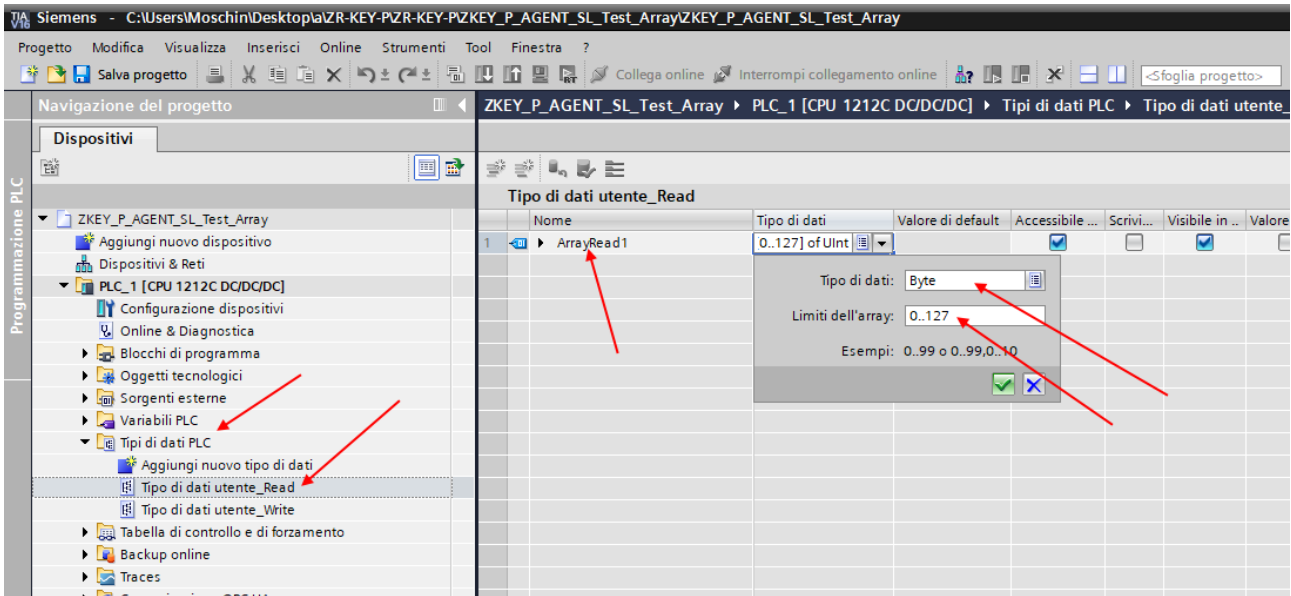 Siemens - C:\Users\Moschin\Desktop\a\ZR-KEY-P\ZR-KEY-P\ZKEY_P_AGENT_SL_Test_Array\ZKEY_P_AGENT_SL_Test_Array
Progetto Modifica Visualizza Inserisci Online Strumenti Tool Finestra ?
Salva progetto Collega online Interrompi collegamento online <Sfoglia progetto>
Navigazione del progetto
ZKEY_P_AGENT_SL_Test_Array PLC_1 [CPU 1212C DC/DC/DC] Tipi di dati PLC Tipo di dati utente_
Dispositivi
Programmazione PLC
ZKEY_P_AGENT_SL_Test_Array
Aggiungi nuovo dispositivo
Dispositivi & Reti
PLC_1 [CPU 1212C DC/DC/DC]
Configurazione dispositivi
Online & Diagnostica
Blocchi di programma
Oggetti tecnologici
Sorgenti esterne
Variabili PLC
Tipi di dati PLC
Aggiungi nuovo tipo di dati
Tipo di dati utente_Read
Tipo di dati utente_Write
Tabella di controllo e di forzamento
Backup online
Traces
Tipo di dati utente_Read
Nome Tipo di dati Valore di default Accessibile ... Scrivi... Visibile in .. Valore
1 ArrayRead1 0..127] of UInt
Tipo di dati: Byte
Limiti dell'array: 0..127
Esempi: 0..99 o 0..99,0..10